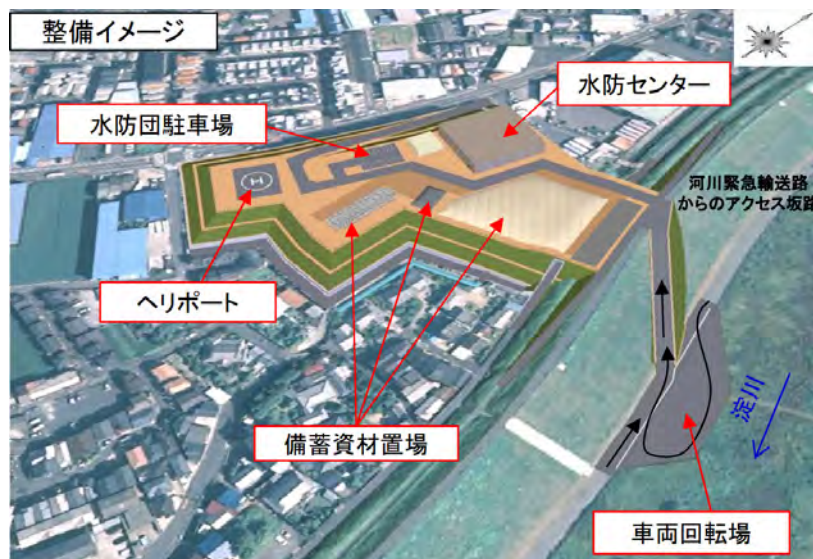 整備イメージ
水防センター
水防団駐車場
河川緊急輸送路
からのアクセス坂路
H
ヘリポート
備蓄資材置場
淀川
車両回転場